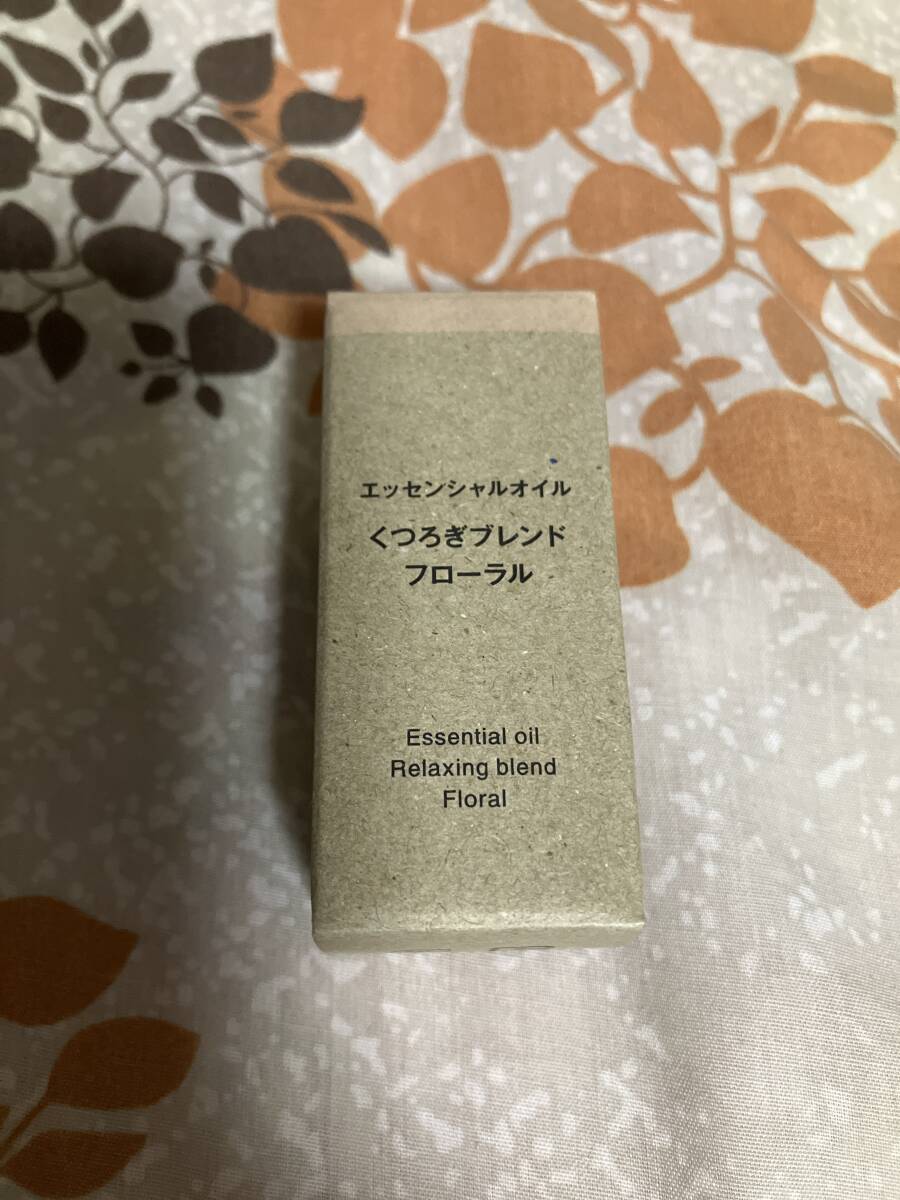 エッセンシャルオイル
くつろぎブレンド
フローラル
Essential oil
Relaxing blend
Floral